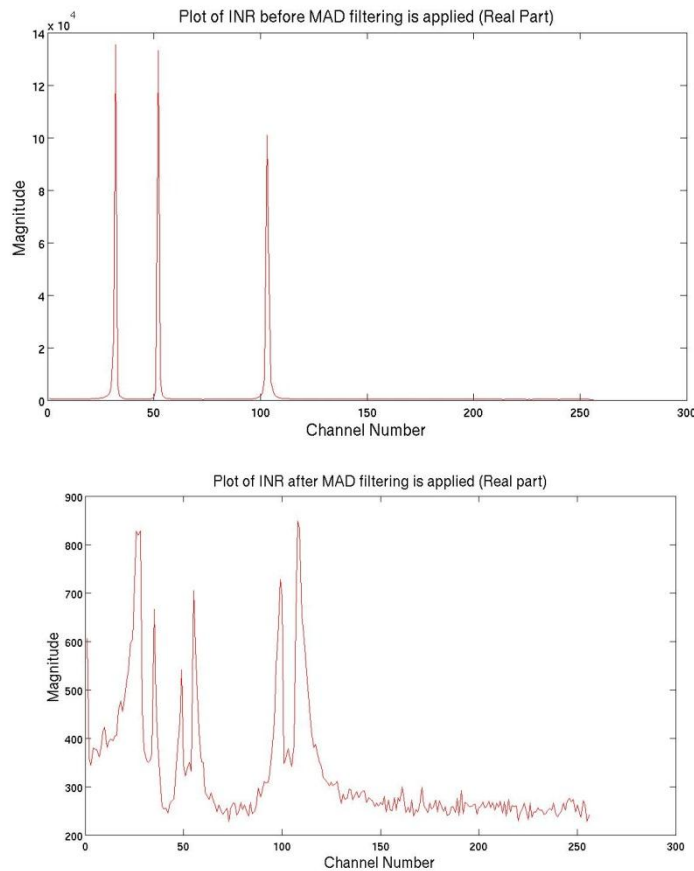 Plot of INR before MAD filtering is applied (Real Part)
x 10 4
14
12
10
8
6
4
2
0
Magnitude
0 50 100 150 200 250 300
Channel Number
Plot of INR after MAD filtering is applied (Real part)
900
800
700
600
500
400
300
200
Magnitude
0 50 100 150 200 250 300
Channel Number